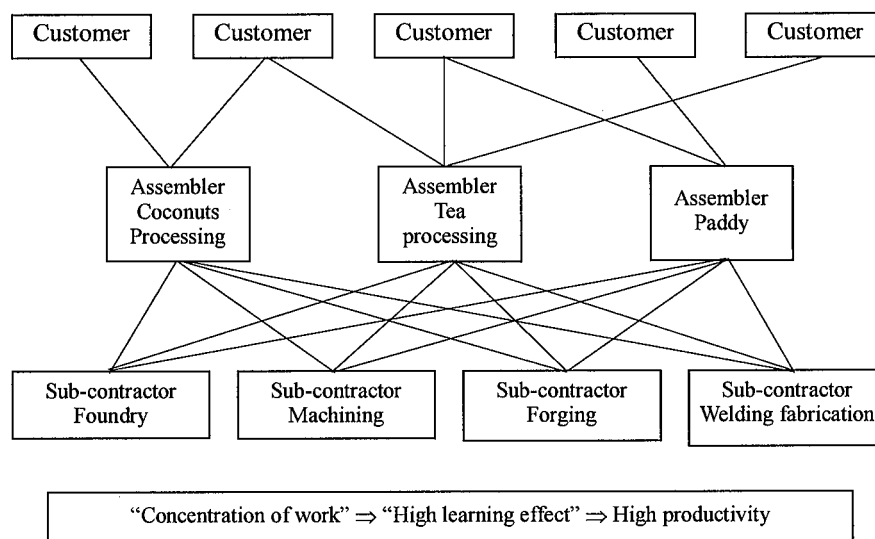 Customer
Customer
Customer
Customer
Customer
Assembler
Coconuts
Processing
Assembler
Tea
processing
Assembler
Paddy
Sub-contractor
Foundry
Sub-contractor
Machining
Sub-contractor
Forging
Sub-contractor
Welding fabrication
“Concentration of work” ⇒ “High learning effect” ⇒ High productivity